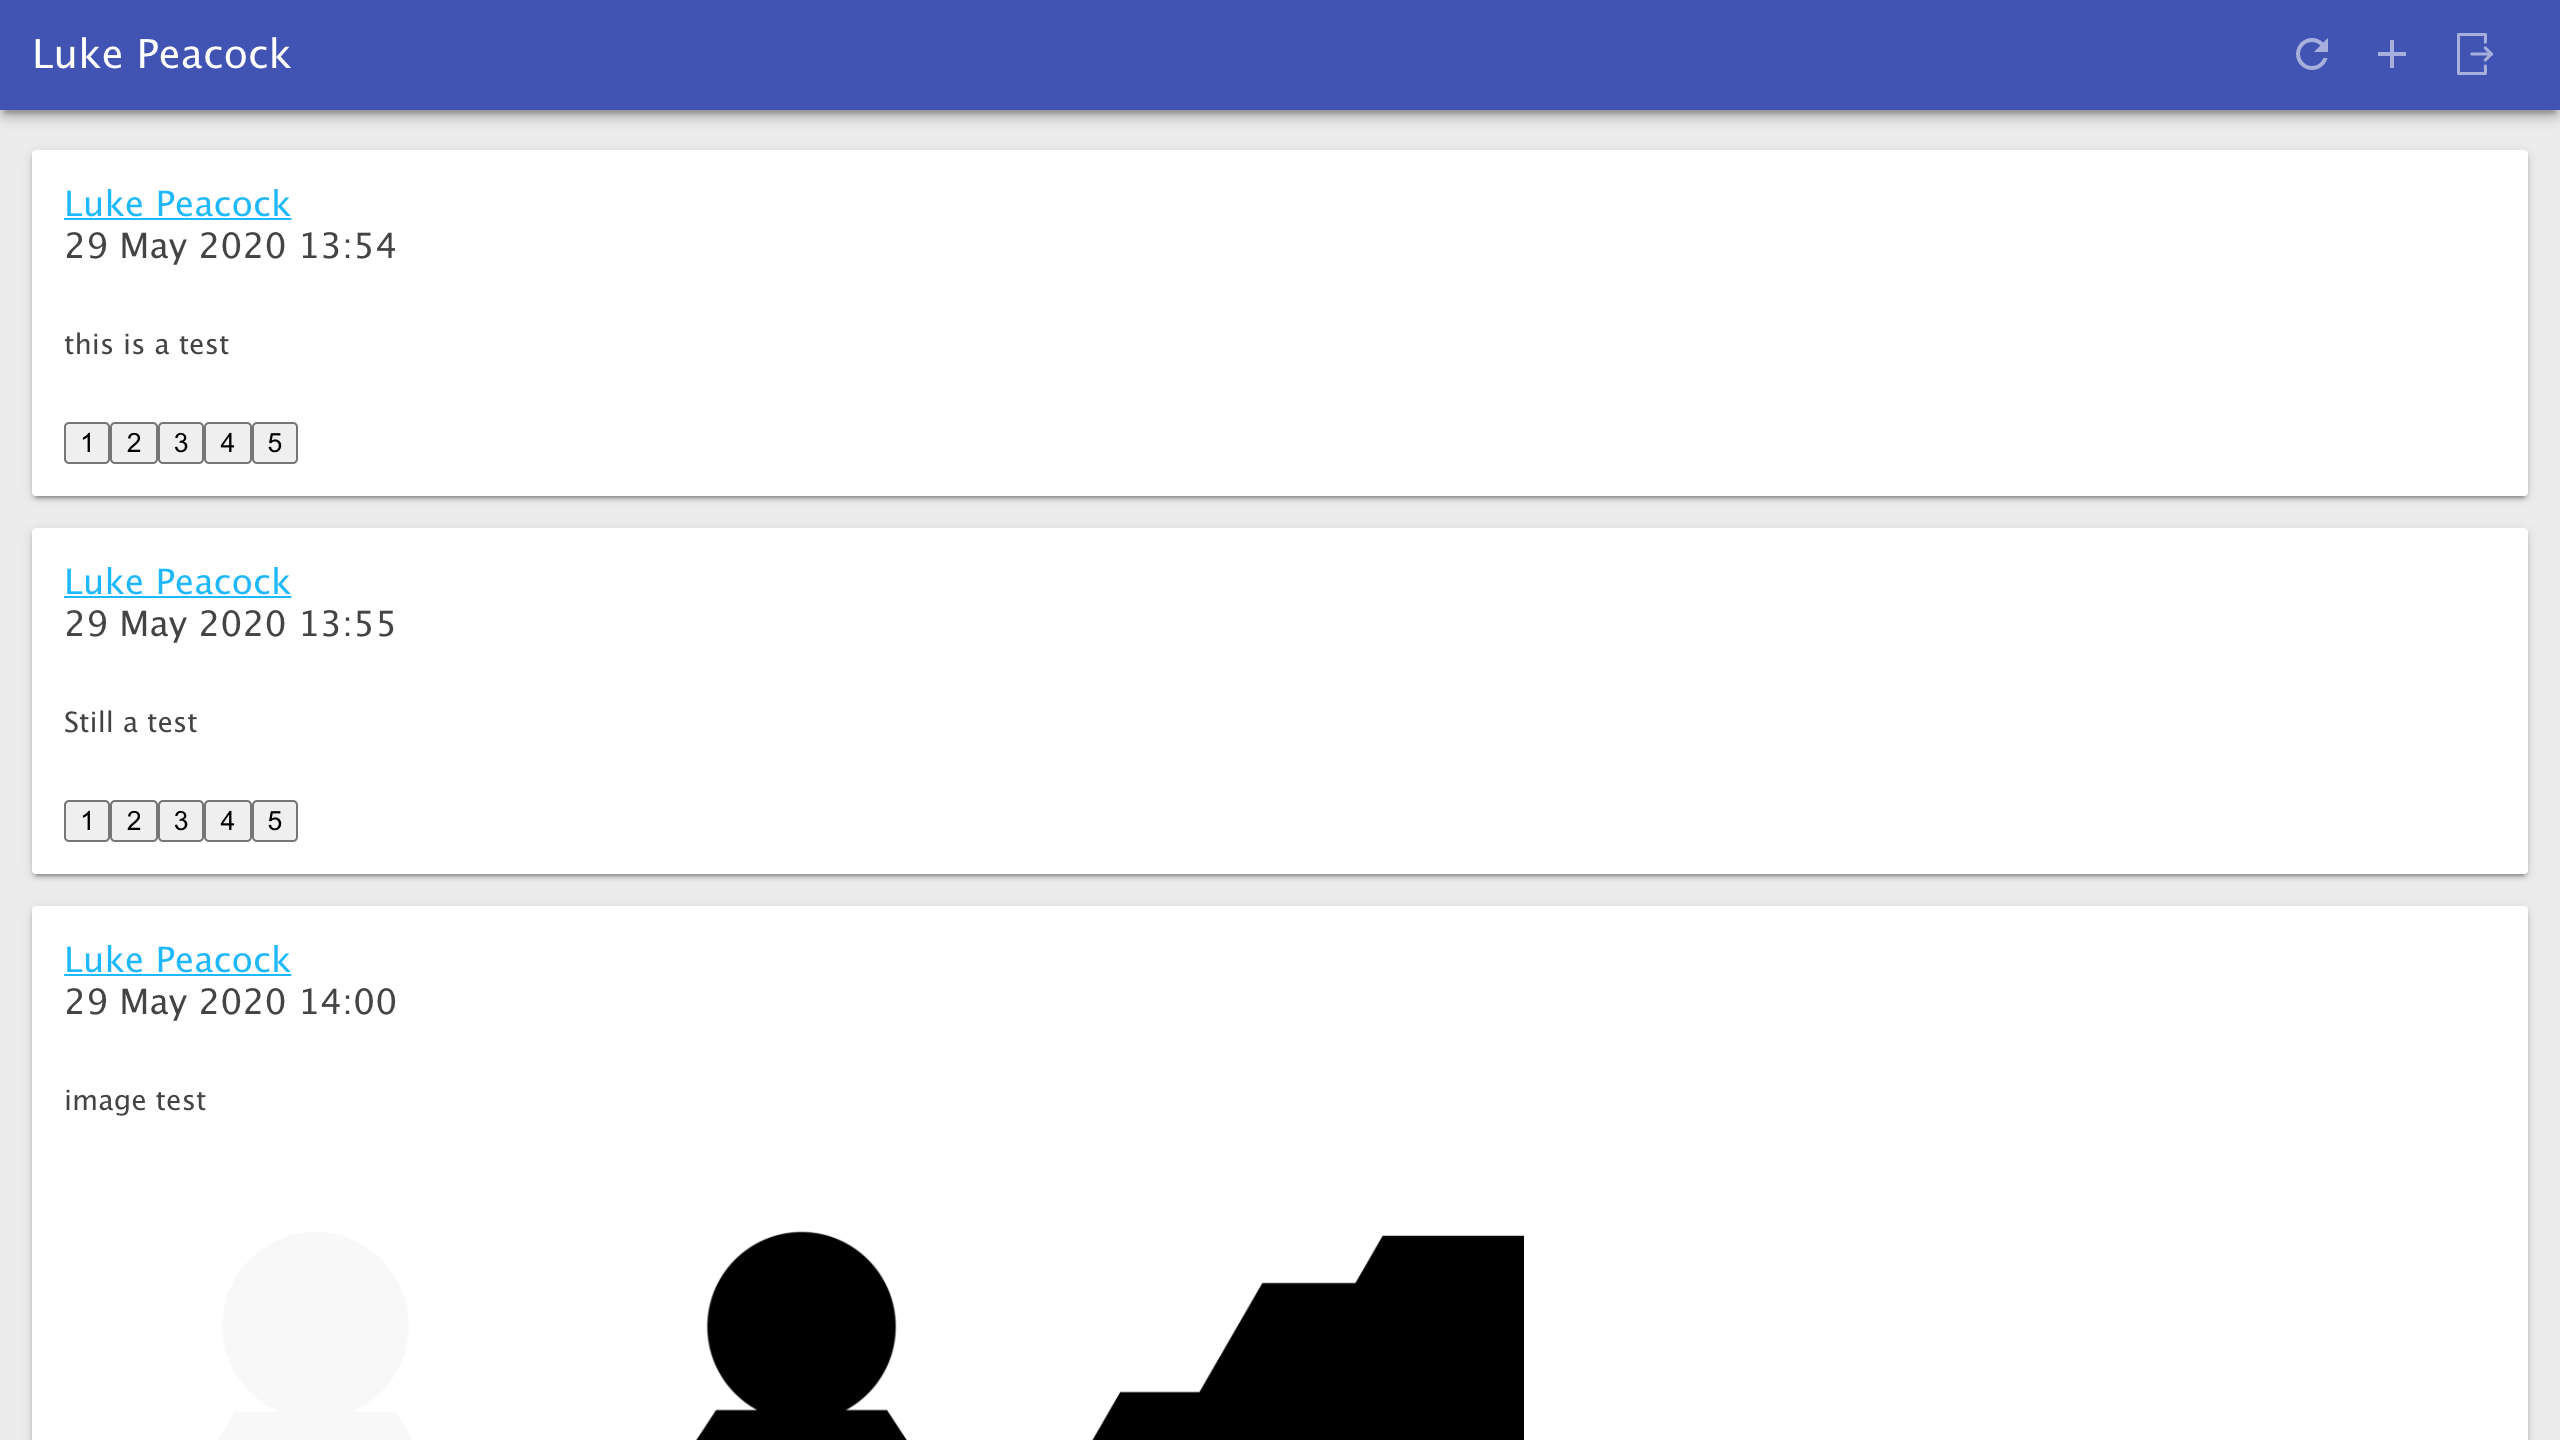 Luke Peacock
Luke Peacock
29 May 2020 13:54
this is a test
1 2 3 4 5
Luke Peacock
29 May 2020 13:55
Still a test
1 2 3 4 5
Luke Peacock
29 May 2020 14:00
image test